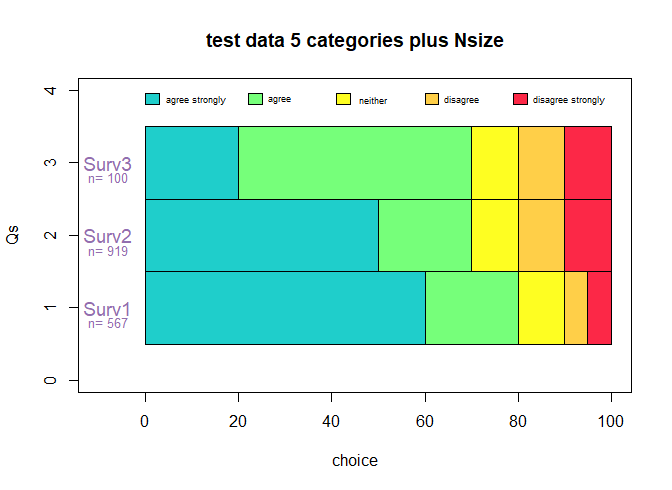 test data 5 categories plus Nsize
agree strongly agree neither disagree disagree strongly
4
3
2
1
0
Qs
Surv3
n= 100
Surv2
n= 919
Surv1
n= 567
0 20 40 60 80 100
choice